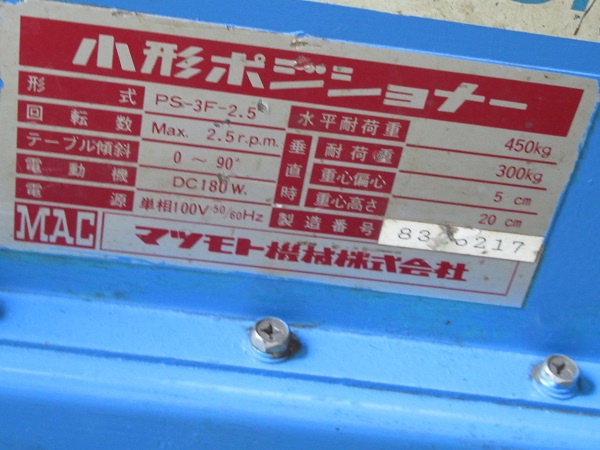 小形ポジショナー
形式 PS-3F-2.5
回転数 Max. 2.5r.p.m.
テーブル傾斜 0 ～ 90°
電動機 DC180W.
電源 単相100V-50/60Hz
水平耐荷重 450kg
垂直時 耐荷重 300kg
重心偏心 5 cm
重心高さ 20 cm
製造番号
MAC マツモト機械株式会社